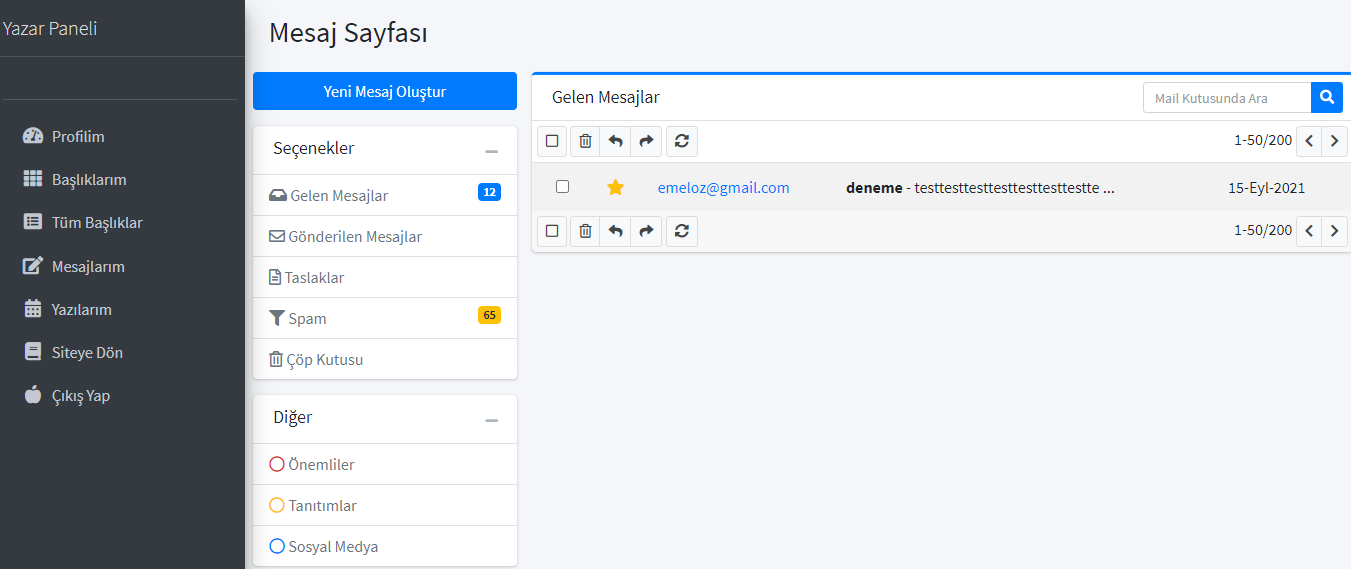 Yazar Paneli
Profilim
Başlıklarım
Tüm Başlıklar
Mesajlarım
Yazılarım
Siteye Dön
Çıkış Yap
Mesaj Sayfası
Yeni Mesaj Oluştur
Seçenekler
Gelen Mesajlar 12
Gönderilen Mesajlar
Taslaklar
Spam 65
Çöp Kutusu
Diğer
Önemliler
Tanıtımlar
Sosyal Medya
Gelen Mesajlar Mail Kutusunda Ara
1-50/200
emeloz@gmail.com deneme - testtesttesttesttesttesttestte ... 15-Eyl-2021
1-50/200